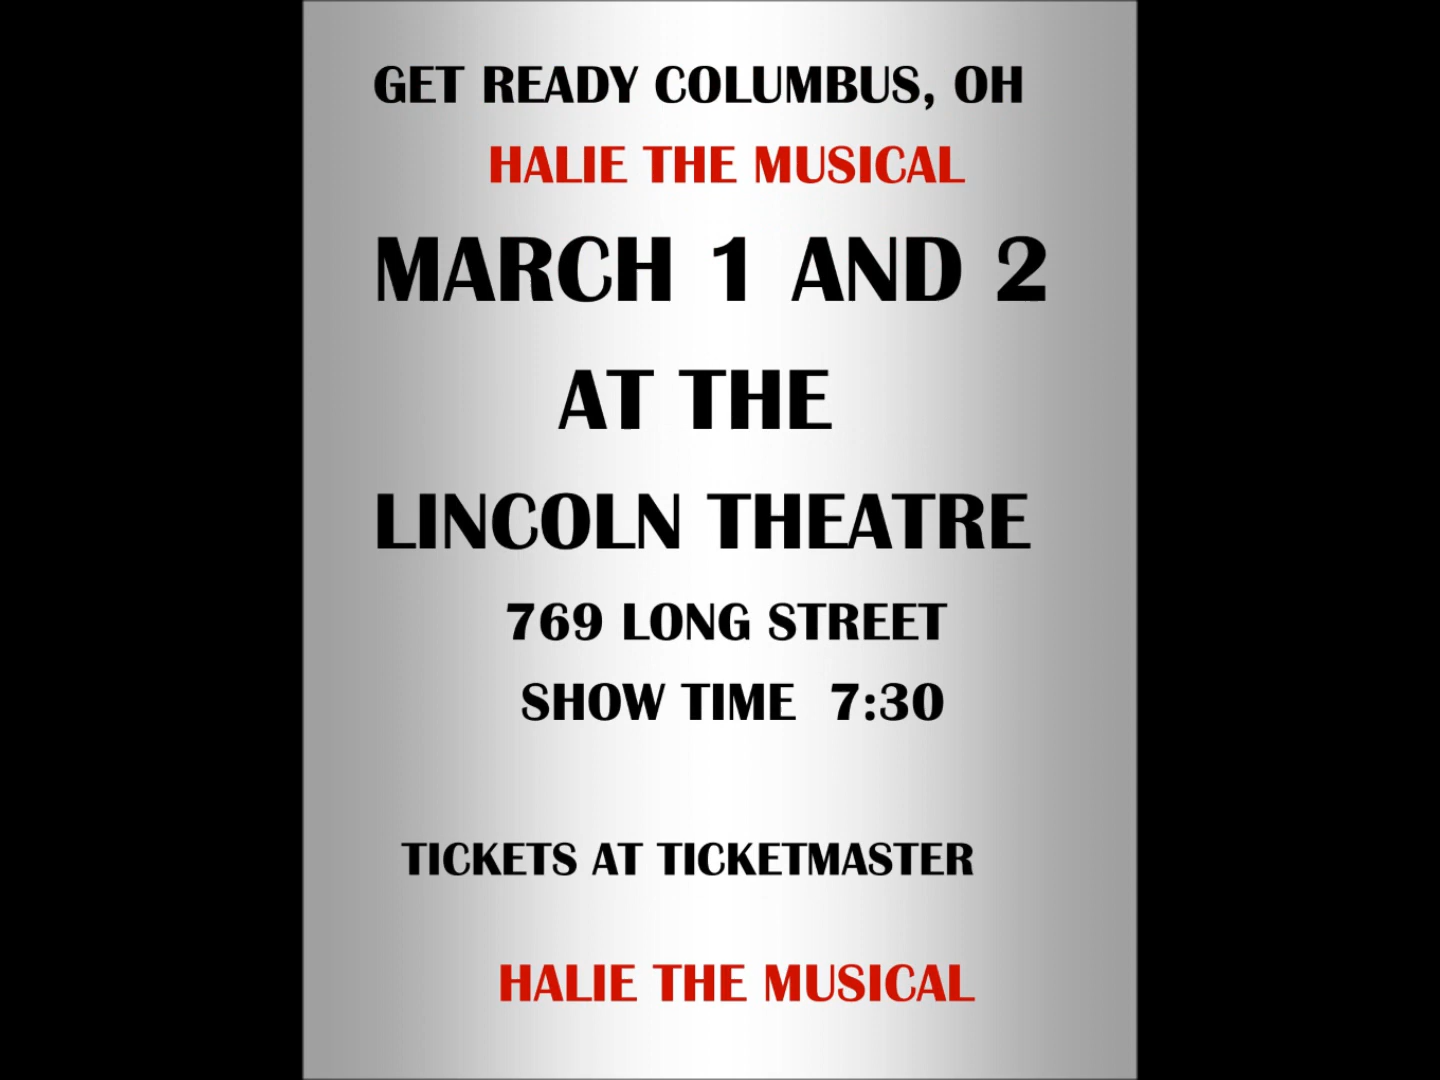 GET READY COLUMBUS, OH
HALIE THE MUSICAL
MARCH 1 AND 2
AT THE
LINCOLN THEATRE
769 LONG STREET
SHOW TIME 7:30
TICKETS AT TICKETMASTER
HALIE THE MUSICAL